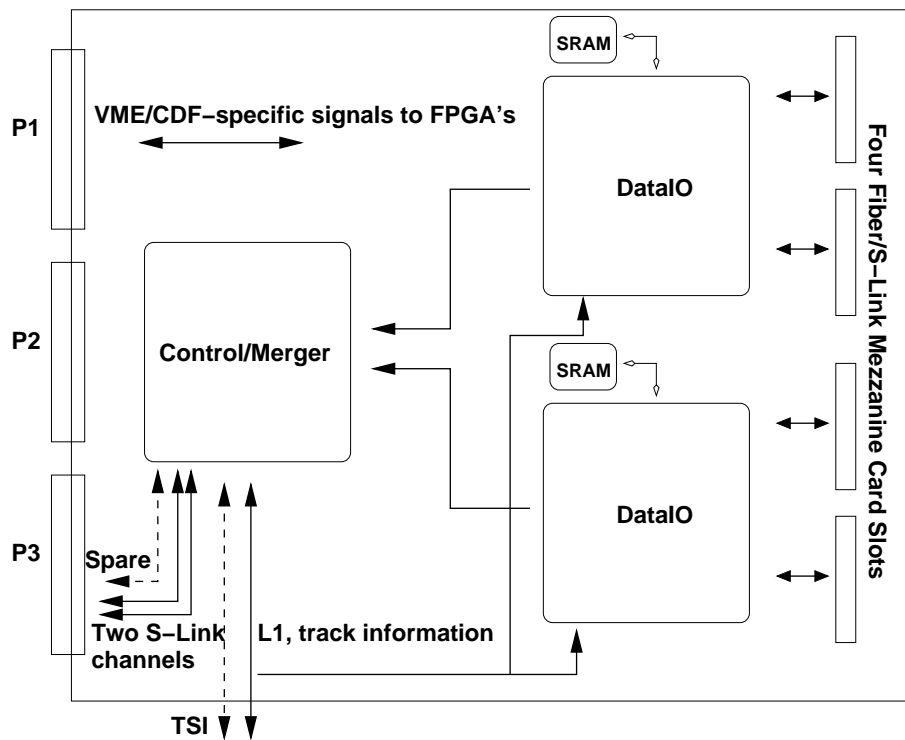 SRAM
P1
VME/CDF−specific signals to FPGA's
DataIO
Four Fiber/S−Link Mezzanine Card Slots
P2
Control/Merger
SRAM
P3
DataIO
Spare
Two S−Link
channels
L1, track information
TSI